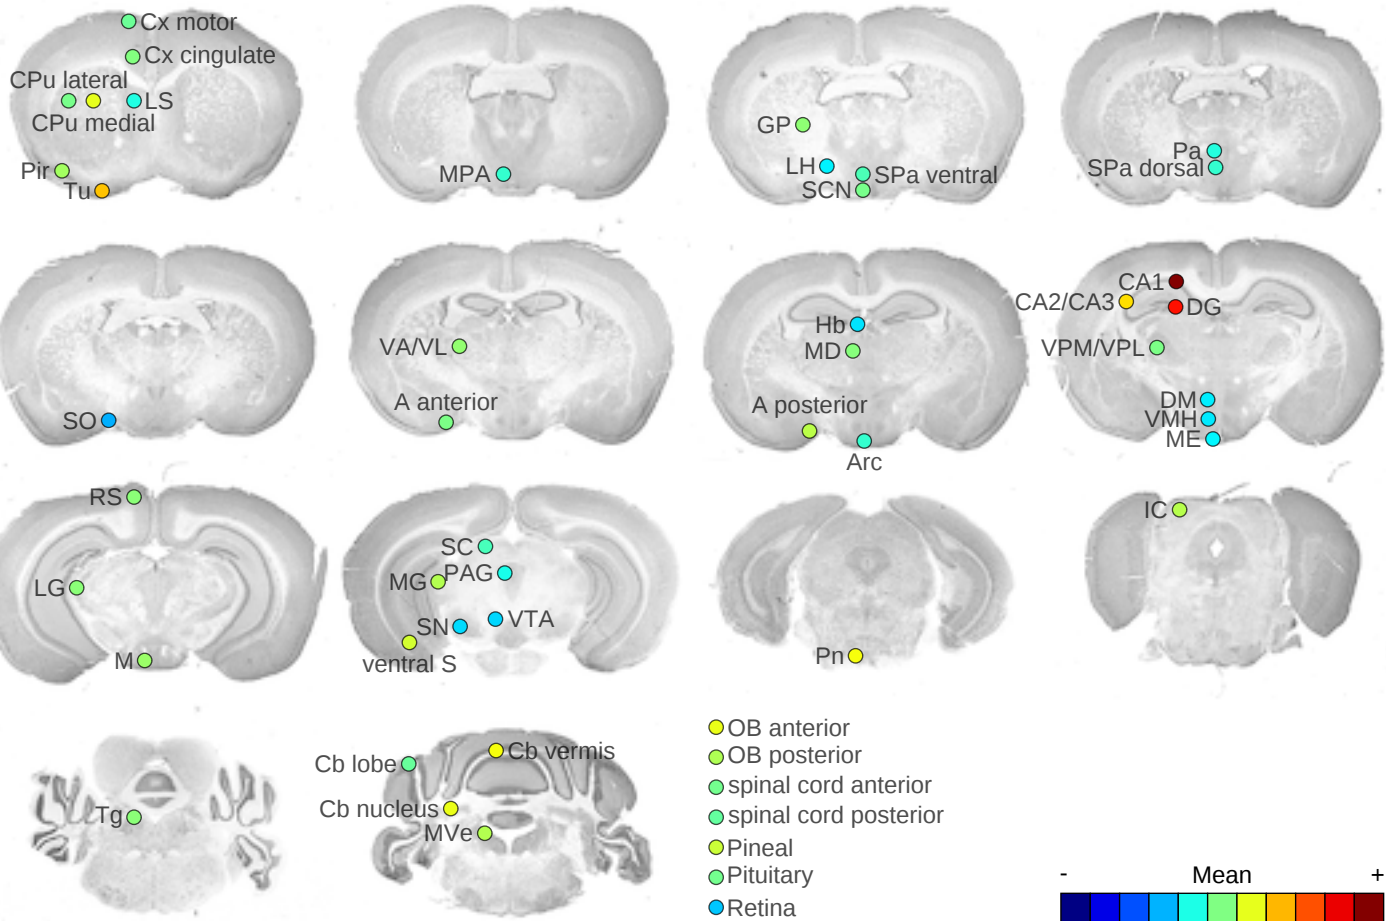 Cx motor
Cx cingulate
CPu lateral
LS
CPu medial
Pir
Tu
MPA
GP
LH
SPa ventral
SCN
Pa
SPa dorsal
SO
VA/VL
A anterior
Hb
MD
A posterior
Arc
CA1
CA2/CA3
DG
VPM/VPL
DM
VMH
ME
RS
LG
M
SC
MG
PAG
SN
VTA
ventral S
Pn
IC
Tg
Cb lobe
Cb vermis
Cb nucleus
MVe
OB anterior
OB posterior
spinal cord anterior
spinal cord posterior
Pineal
Pituitary
Retina
- Mean +